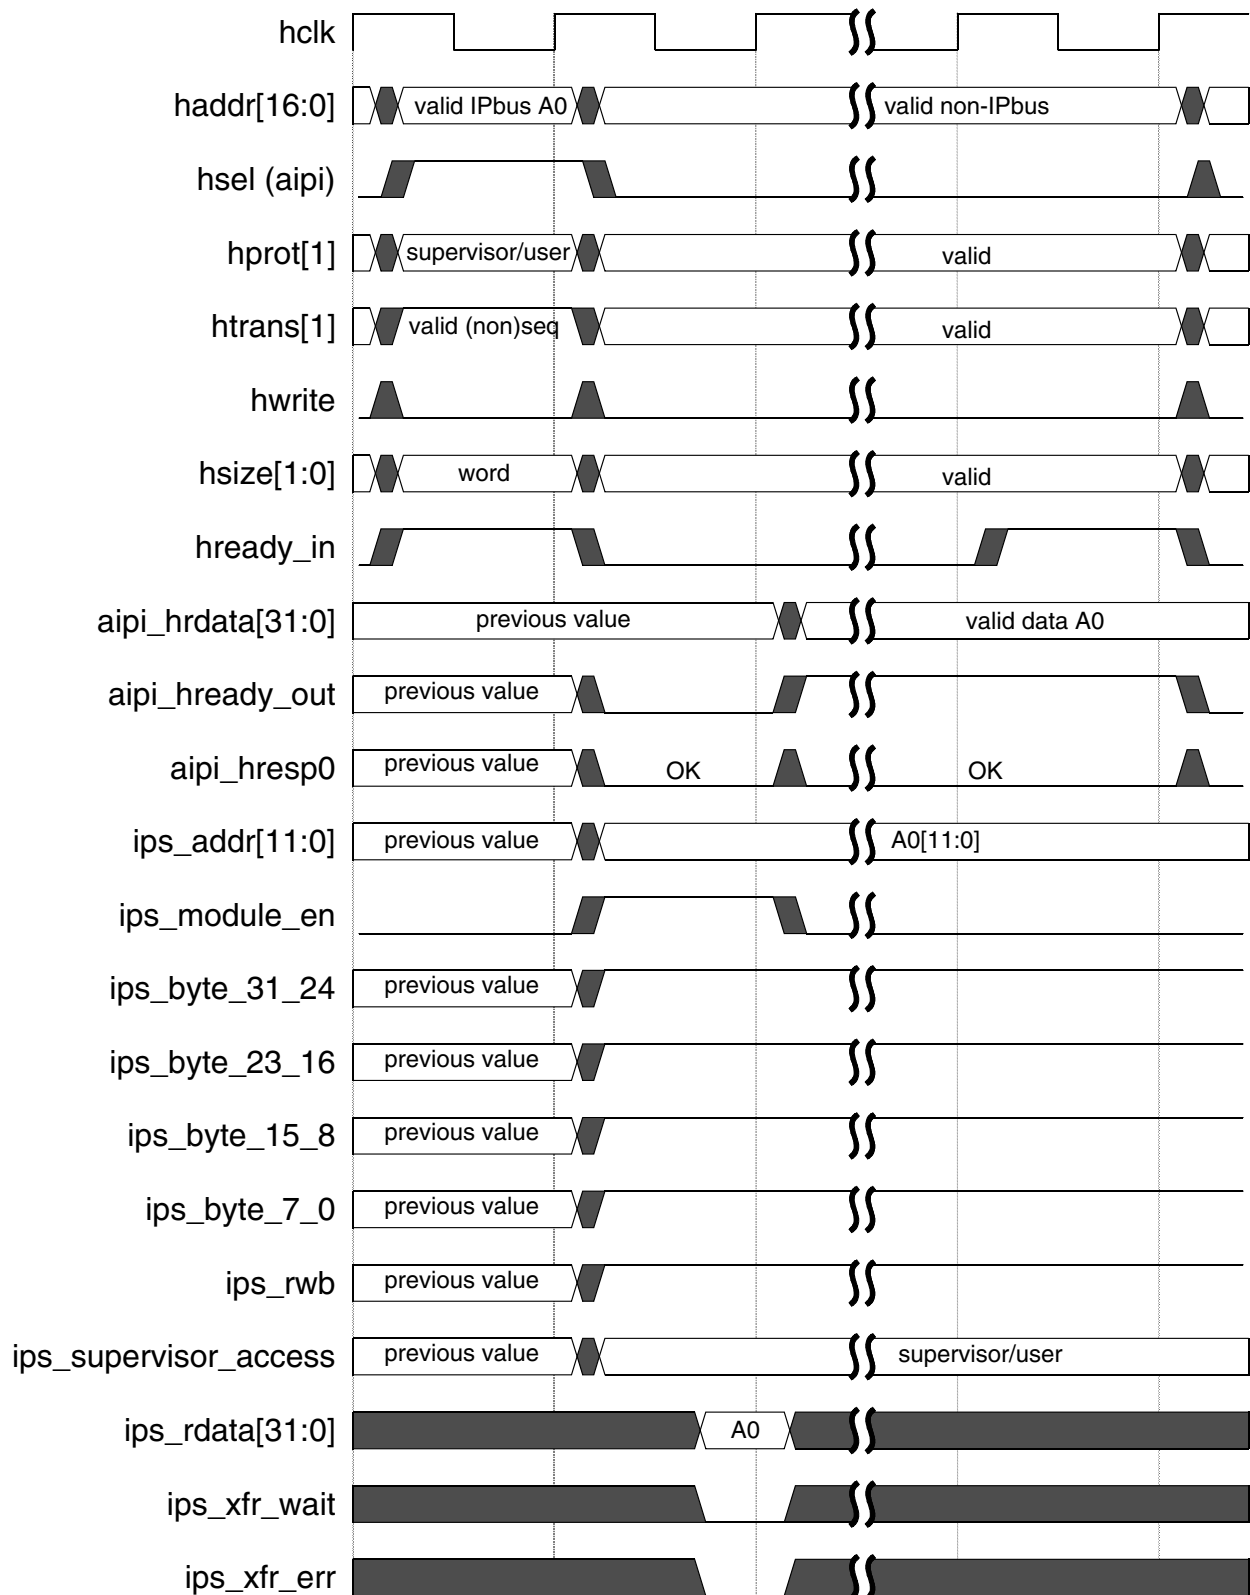 hclk
haddr[16:0] valid IPbus A0 valid non-IPbus
hsel (aipi)
hprot[1] supervisor/user valid
htrans[1] valid (non)seq valid
hwrite
hsize[1:0] word valid
hready_in
aipi_hrdata[31:0] previous value valid data A0
aipi_hready_out previous value
aipi_hresp0 previous value OK OK
ips_addr[11:0] previous value A0[11:0]
ips_module_en
ips_byte_31_24 previous value
ips_byte_23_16 previous value
ips_byte_15_8 previous value
ips_byte_7_0 previous value
ips_rwb previous value
ips_supervisor_access previous value supervisor/user
ips_rdata[31:0] A0
ips_xfr_wait
ips_xfr_err